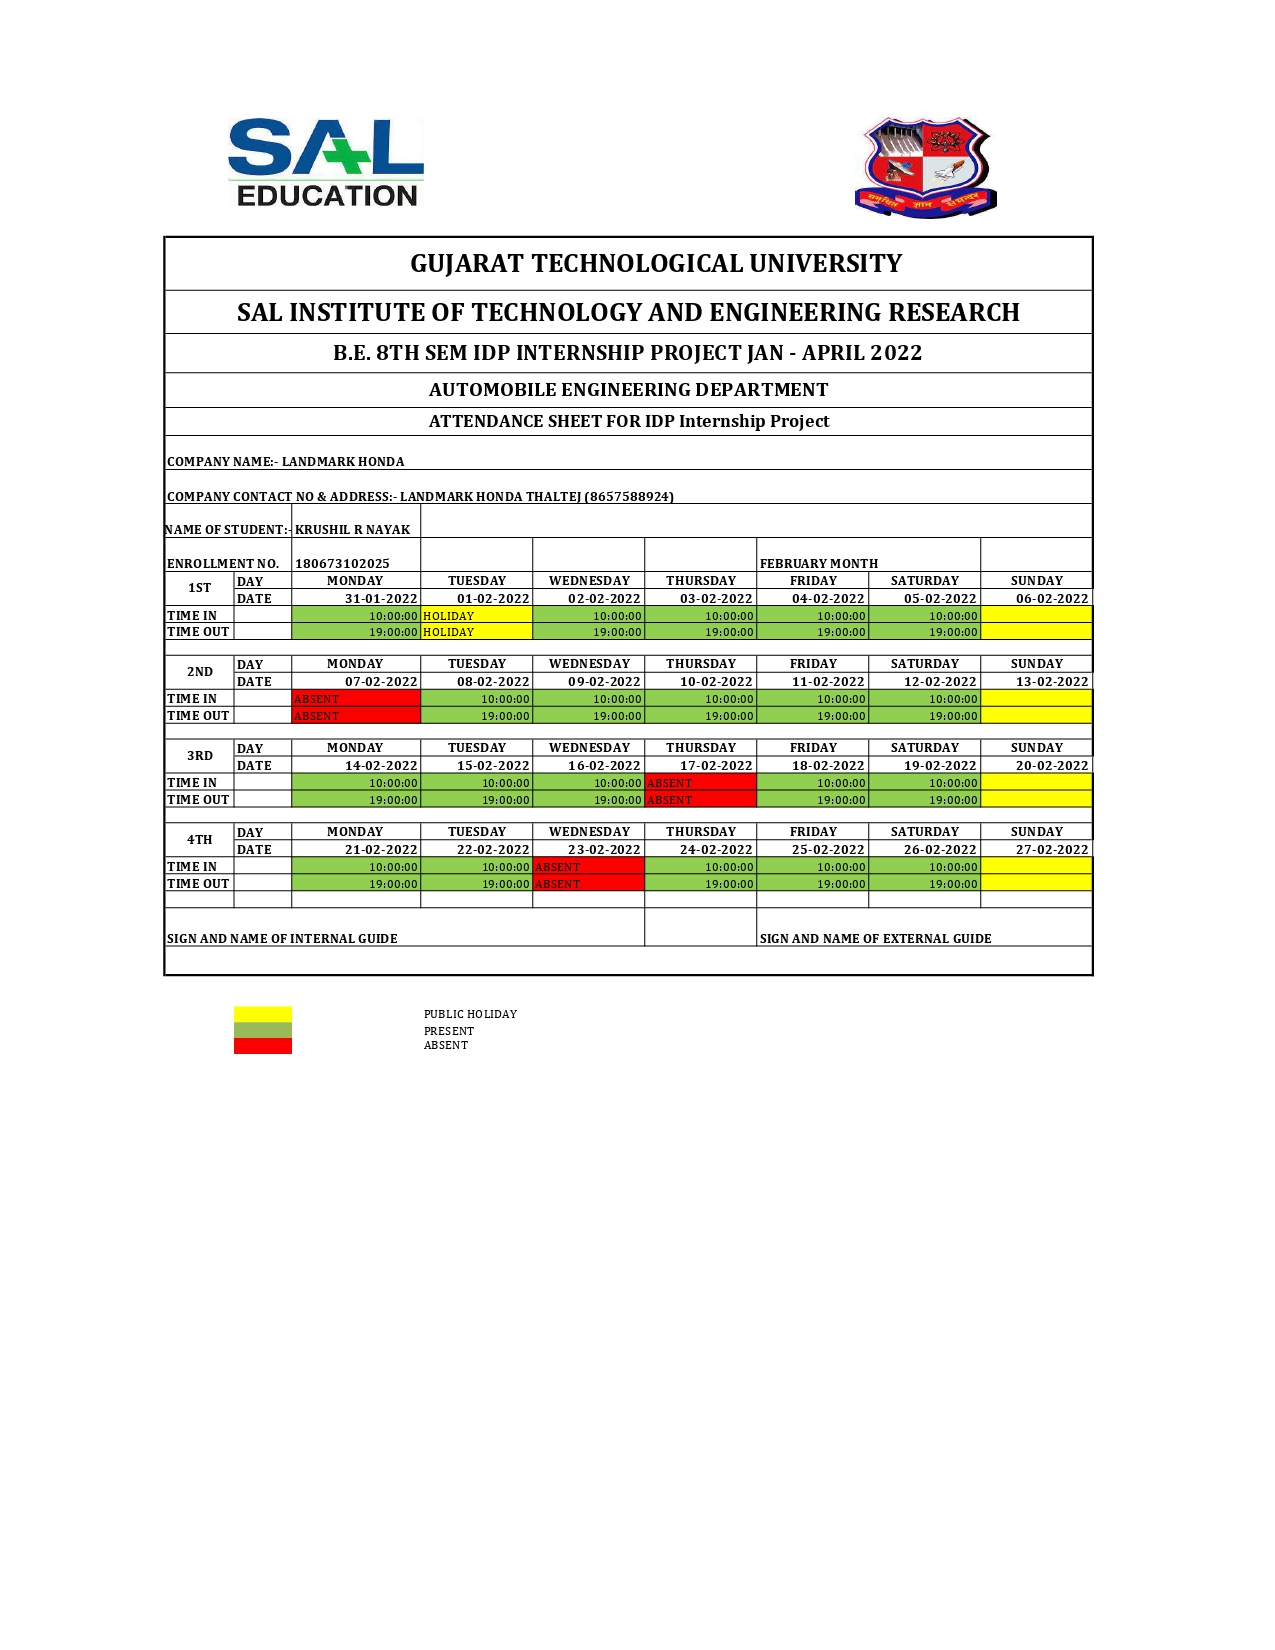 SAL
EDUCATION
GUJARAT TECHNOLOGICAL UNIVERSITY
SAL INSTITUTE OF TECHNOLOGY AND ENGINEERING RESEARCH
B.E. 8TH SEM IDP INTERNSHIP PROJECT JAN - APRIL 2022
AUTOMOBILE ENGINEERING DEPARTMENT
ATTENDANCE SHEET FOR IDP Internship Project
COMPANY NAME:- LANDMARK HONDA
COMPANY CONTACT NO & ADDRESS:- LANDMARK HONDA THALTEJ (8657588924)
NAME OF STUDENT:- KRUSHIL R NAYAK
ENROLLMENT NO. 180673102025 FEBRUARY MONTH
1ST DAY MONDAY TUESDAY WEDNESDAY THURSDAY FRIDAY SATURDAY SUNDAY
DATE 31-01-2022 01-02-2022 02-02-2022 03-02-2022 04-02-2022 05-02-2022 06-02-2022
TIME IN 10:00:00 HOLIDAY 10:00:00 10:00:00 10:00:00 10:00:00
TIME OUT 19:00:00 HOLIDAY 19:00:00 19:00:00 19:00:00 19:00:00
2ND DAY MONDAY TUESDAY WEDNESDAY THURSDAY FRIDAY SATURDAY SUNDAY
DATE 07-02-2022 08-02-2022 09-02-2022 10-02-2022 11-02-2022 12-02-2022 13-02-2022
TIME IN ABSENT 10:00:00 10:00:00 10:00:00 10:00:00 10:00:00
TIME OUT ABSENT 19:00:00 19:00:00 19:00:00 19:00:00 19:00:00
3RD DAY MONDAY TUESDAY WEDNESDAY THURSDAY FRIDAY SATURDAY SUNDAY
DATE 14-02-2022 15-02-2022 16-02-2022 17-02-2022 18-02-2022 19-02-2022 20-02-2022
TIME IN 10:00:00 10:00:00 10:00:00 ABSENT 10:00:00 10:00:00
TIME OUT 19:00:00 19:00:00 19:00:00 ABSENT 19:00:00 19:00:00
4TH DAY MONDAY TUESDAY WEDNESDAY THURSDAY FRIDAY SATURDAY SUNDAY
DATE 21-02-2022 22-02-2022 23-02-2022 24-02-2022 25-02-2022 26-02-2022 27-02-2022
TIME IN 10:00:00 10:00:00 ABSENT 10:00:00 10:00:00 10:00:00
TIME OUT 19:00:00 19:00:00 ABSENT 19:00:00 19:00:00 19:00:00
SIGN AND NAME OF INTERNAL GUIDE SIGN AND NAME OF EXTERNAL GUIDE
PUBLIC HOLIDAY
PRESENT
ABSENT